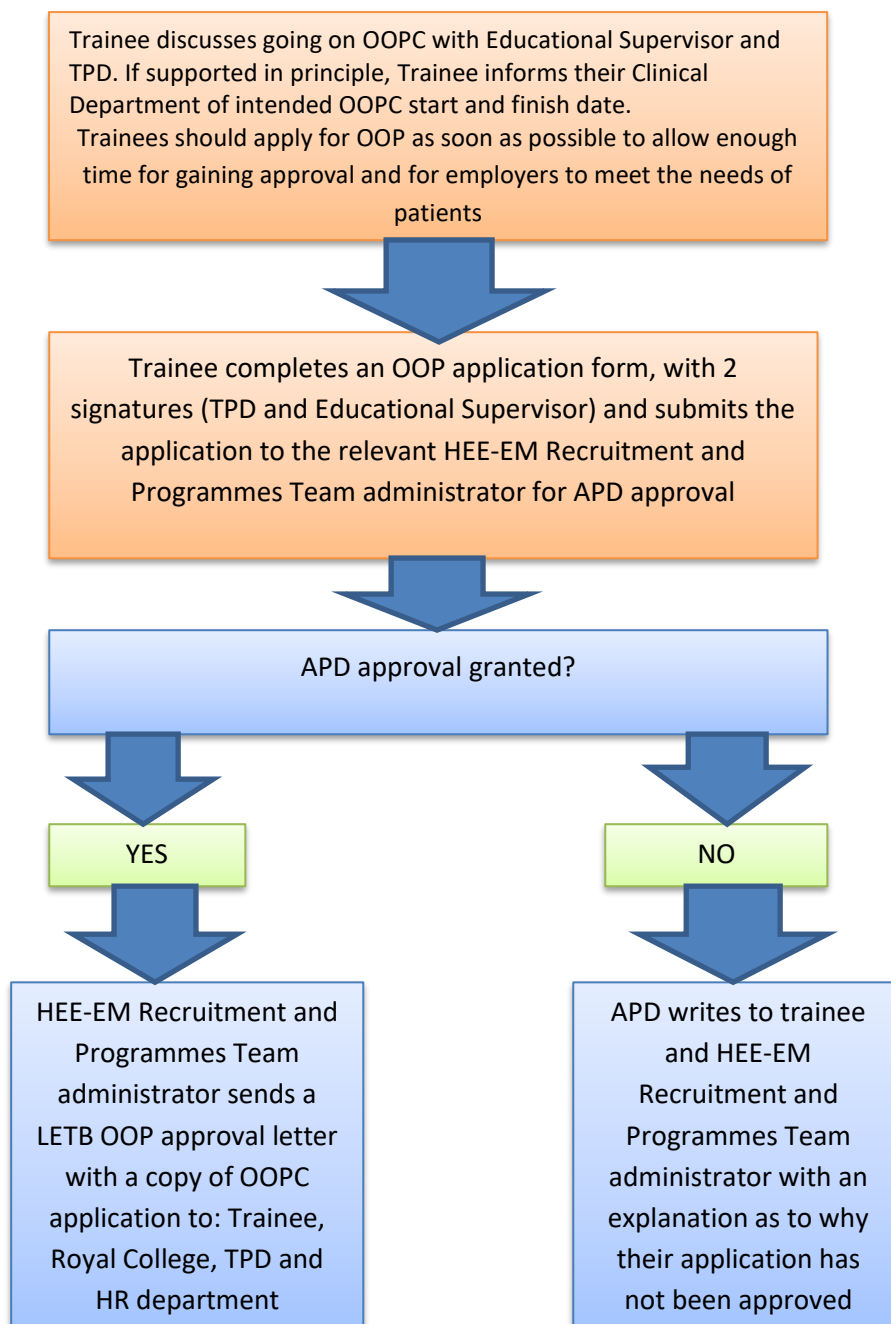 Trainee discusses going on OOPC with Educational Supervisor and
TPD. If supported in principle, Trainee informs their Clinical
Department of intended OOPC start and finish date.
Trainees should apply for OOP as soon as possible to allow enough
time for gaining approval and for employers to meet the needs of
patients
Trainee completes an OOP application form, with 2
signatures (TPD and Educational Supervisor) and submits the
application to the relevant HEE-EM Recruitment and
Programmes Team administrator for APD approval
APD approval granted?
YES
NO
HEE-EM Recruitment and
Programmes Team
administrator sends a
LETB OOP approval letter
with a copy of OOPC
application to: Trainee,
Royal College, TPD and
HR department
APD writes to trainee
and HEE-EM
Recruitment and
Programmes Team
administrator with an
explanation as to why
their application has
not been approved